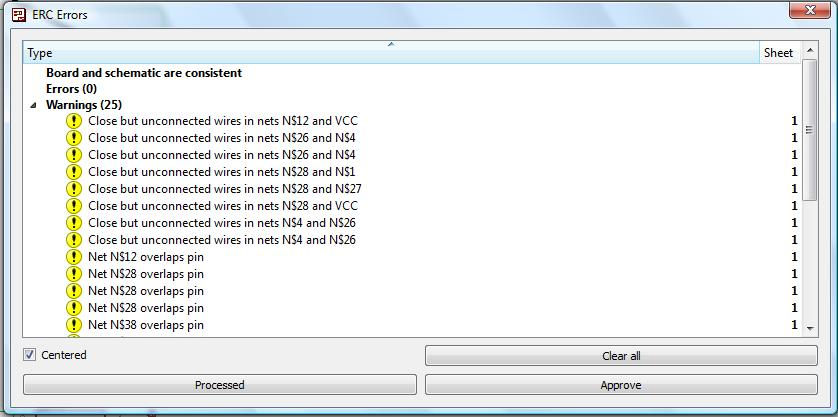 ERC Errors
Type Sheet
Board and schematic are consistent
Errors (0)
Warnings (25)
Close but unconnected wires in nets N$12 and VCC 1
Close but unconnected wires in nets N$26 and N$4 1
Close but unconnected wires in nets N$26 and N$4 1
Close but unconnected wires in nets N$28 and N$1 1
Close but unconnected wires in nets N$28 and N$27 1
Close but unconnected wires in nets N$28 and VCC 1
Close but unconnected wires in nets N$4 and N$26 1
Close but unconnected wires in nets N$4 and N$26 1
Net N$12 overlaps pin 1
Net N$28 overlaps pin 1
Net N$28 overlaps pin 1
Net N$28 overlaps pin 1
Net N$38 overlaps pin 1
Centered Clear all
Processed Approve